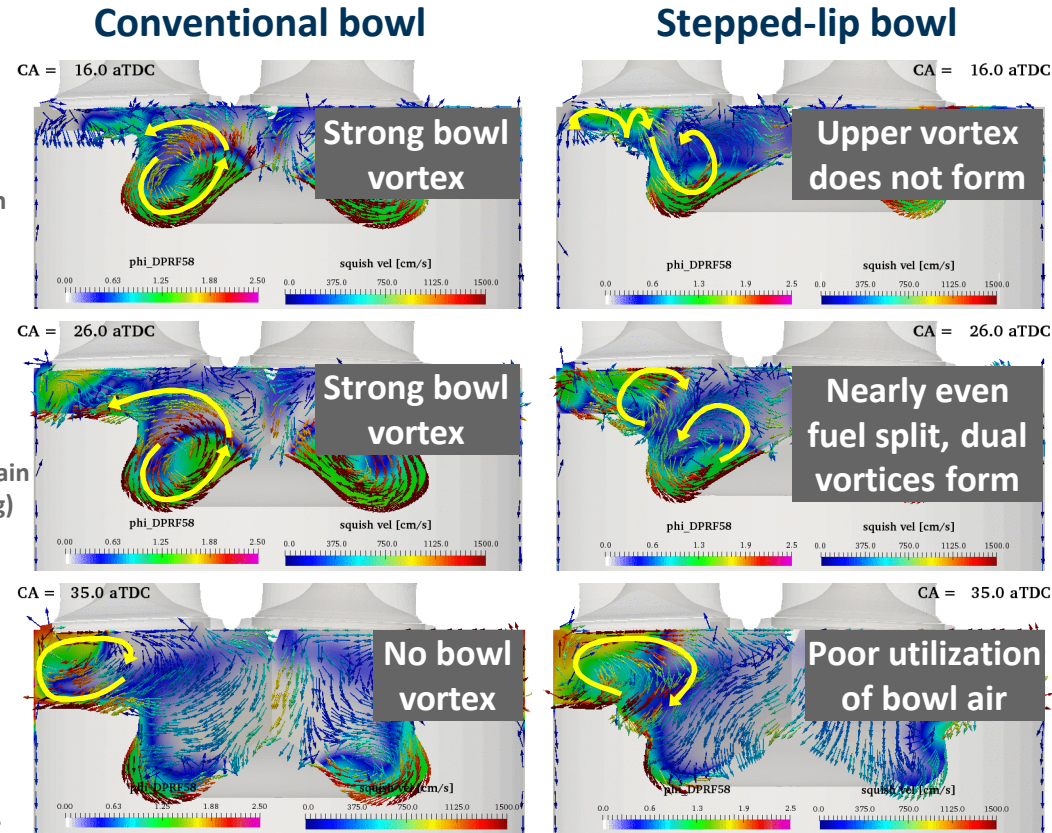 Conventional bowl
Stepped-lip bowl
CA = 16.0 aTDC
CA = 16.0 aTDC
Strong bowl
vortex
Upper vortex
does not form
n
phi_DPRF58
squish vel [cm/s]
phi_DPRF58
squish vel [cm/s]
0.00 0.63 1.25 1.88 2.50
0.0 375.0 750.0 1125.0 1500.0
0.0 0.6 1.3 1.9 2.5
0.0 375.0 750.0 1125.0 1500.0
CA = 26.0 aTDC
CA = 26.0 aTDC
Strong bowl
vortex
Nearly even
fuel split, dual
vortices form
ain
g)
phi_DPRF58
squish vel [cm/s]
phi_DPRF58
squish vel [cm/s]
0.00 0.63 1.25 1.88 2.50
0.0 375.0 750.0 1125.0 1500.0
0.0 0.6 1.3 1.9 2.5
0.0 375.0 750.0 1125.0 1500.0
CA = 35.0 aTDC
CA = 35.0 aTDC
No bowl
vortex
Poor utilization
of bowl air
phi_DPRF58
squish vel [cm/s]
phi_DPRF58
squish vel [cm/s]
0.00 0.63 1.25 1.88 2.50
0.0 375.0 750.0 1125.0 1500.0
0.0 0.6 1.3 1.9 2.5
0.0 375.0 750.0 1125.0 1500.0